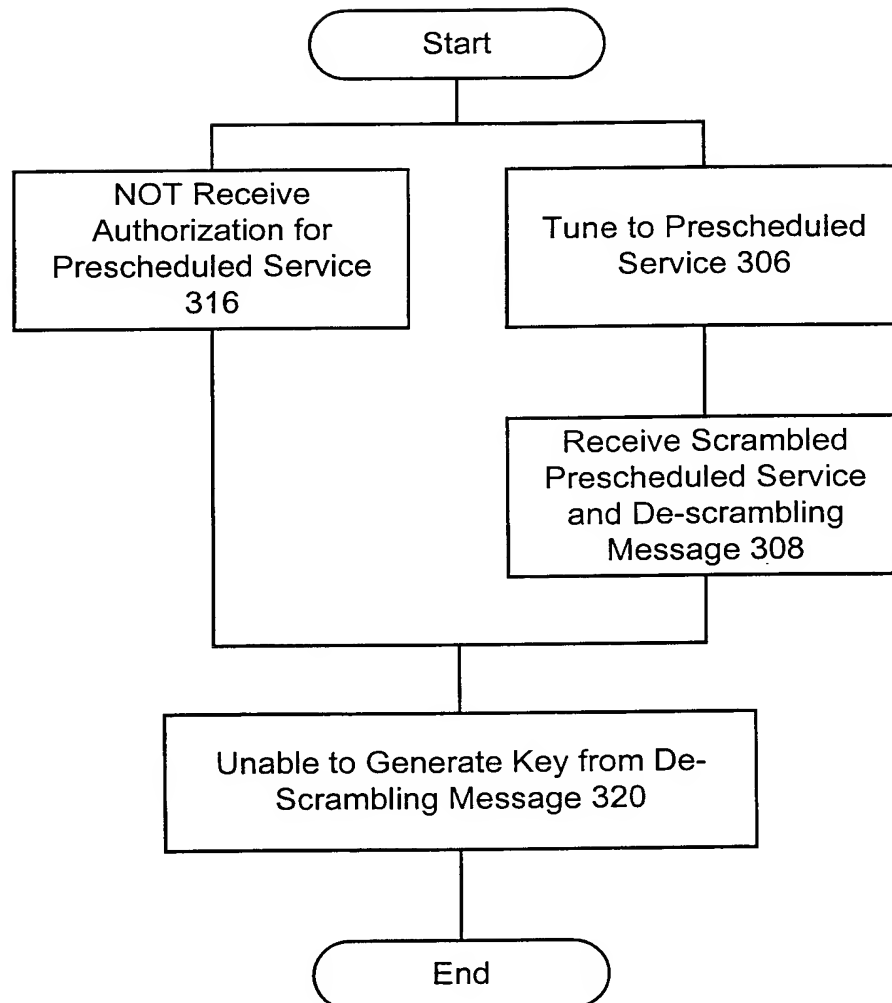 Start
NOT Receive
Authorization for
Prescheduled Service
316
Tune to Prescheduled
Service 306
Receive Scrambled
Prescheduled Service
and De-scrambling
Message 308
Unable to Generate Key from De-
Scrambling Message 320
End